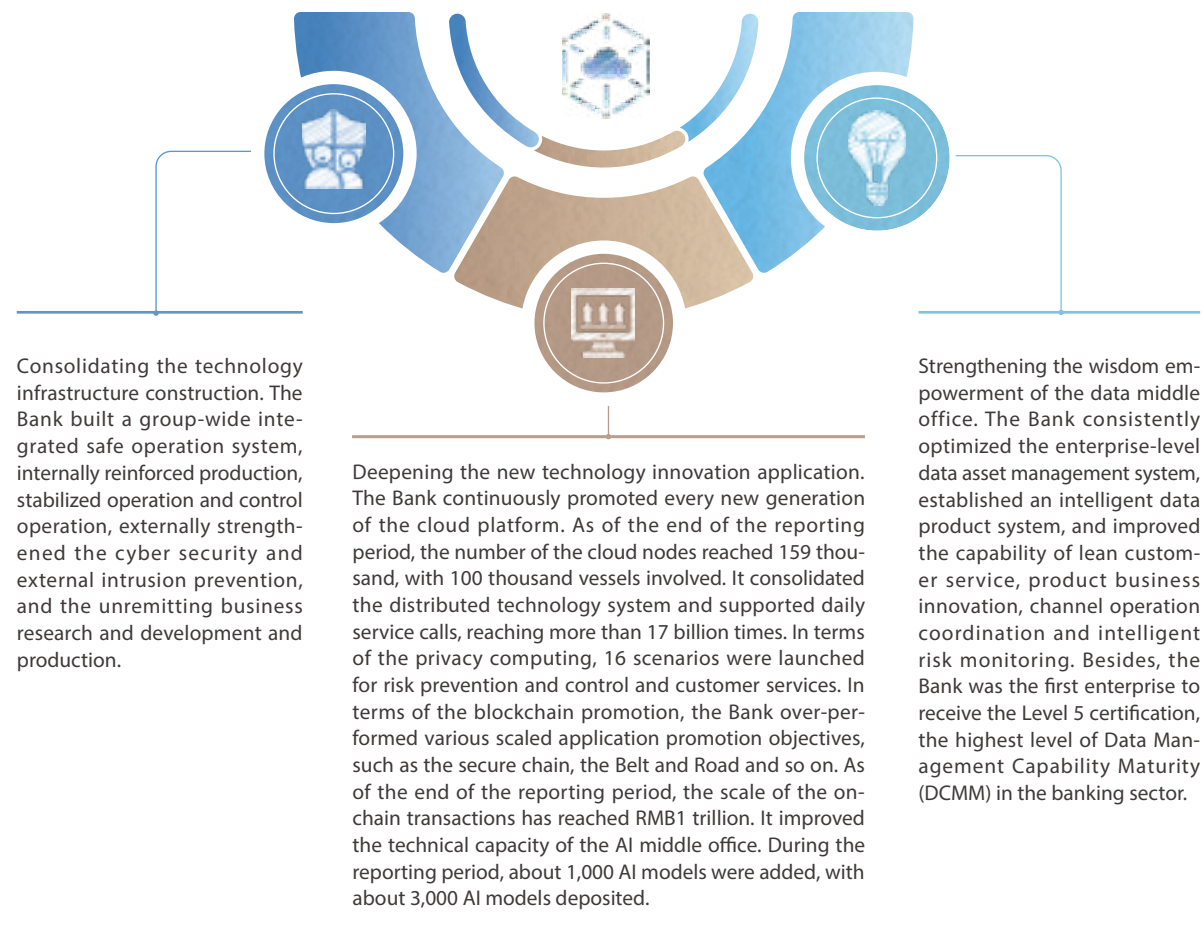 Consolidating the technology
infrastructure construction. The
Bank built a group-wide inte-
grated safe operation system,
internally reinforced production,
stabilized operation and control
operation, externally strength-
ened the cyber security and
external intrusion prevention,
and the unremitting business
research and development and
production.
Deepening the new technology innovation application.
The Bank continuously promoted every new generation
of the cloud platform. As of the end of the reporting
period, the number of the cloud nodes reached 159 thou-
sand, with 100 thousand vessels involved. It consolidated
the distributed technology system and supported daily
service calls, reaching more than 17 billion times. In terms
of the privacy computing, 16 scenarios were launched
for risk prevention and control and customer services. In
terms of the blockchain promotion, the Bank over-per-
formed various scaled application promotion objectives,
such as the secure chain, the Belt and Road and so on. As
of the end of the reporting period, the scale of the on-
chain transactions has reached RMB1 trillion. It improved
the technical capacity of the AI middle office. During the
reporting period, about 1,000 AI models were added, with
about 3,000 AI models deposited.
Strengthening the wisdom em-
powerment of the data middle
office. The Bank consistently
optimized the enterprise-level
data asset management system,
established an intelligent data
product system, and improved
the capability of lean custom-
er service, product business
innovation, channel operation
coordination and intelligent
risk monitoring. Besides, the
Bank was the first enterprise to
receive the Level 5 certification,
the highest level of Data Man-
agement Capability Maturity
(DCMM) in the banking sector.